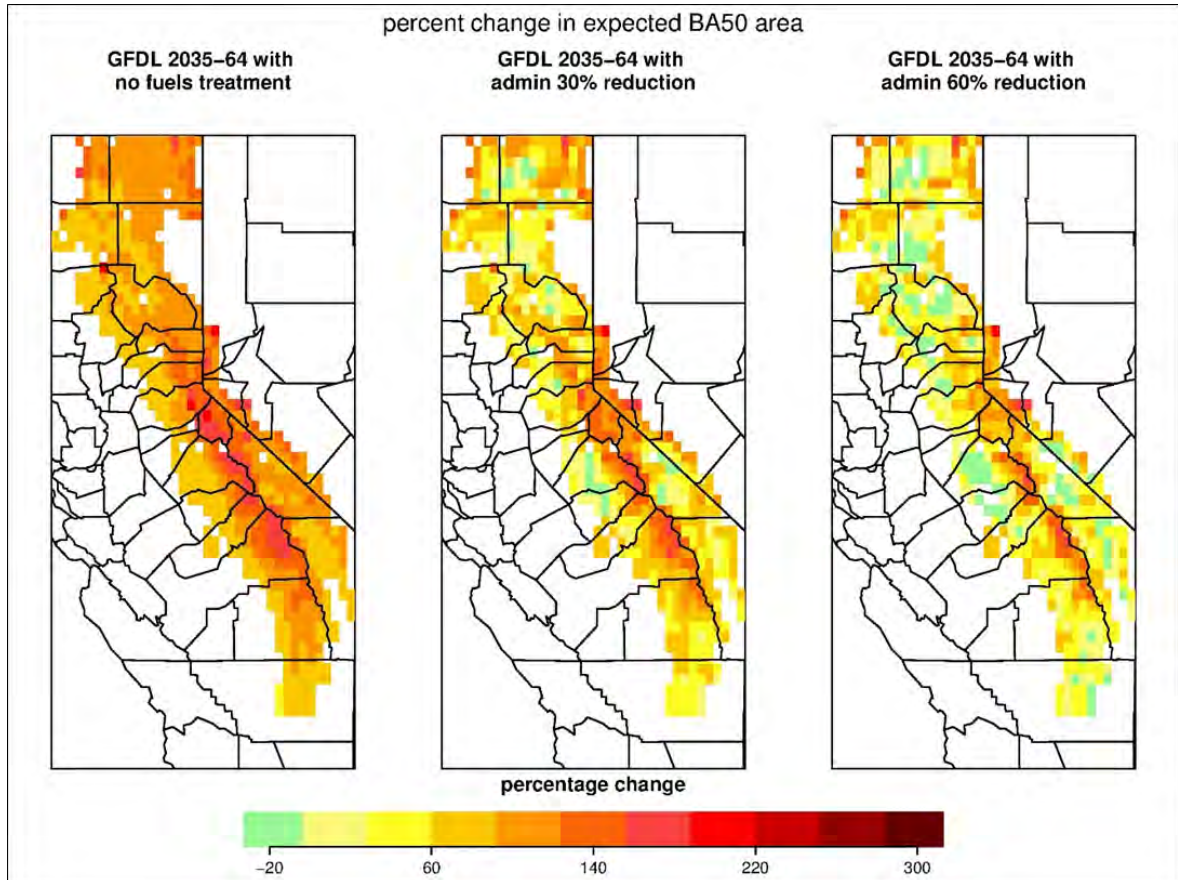 percent change in expected BA50 area
GFDL 2035−64 with
no fuels treatment
GFDL 2035−64 with
admin 30% reduction
GFDL 2035−64 with
admin 60% reduction
percentage change
−20 60 140 220 300